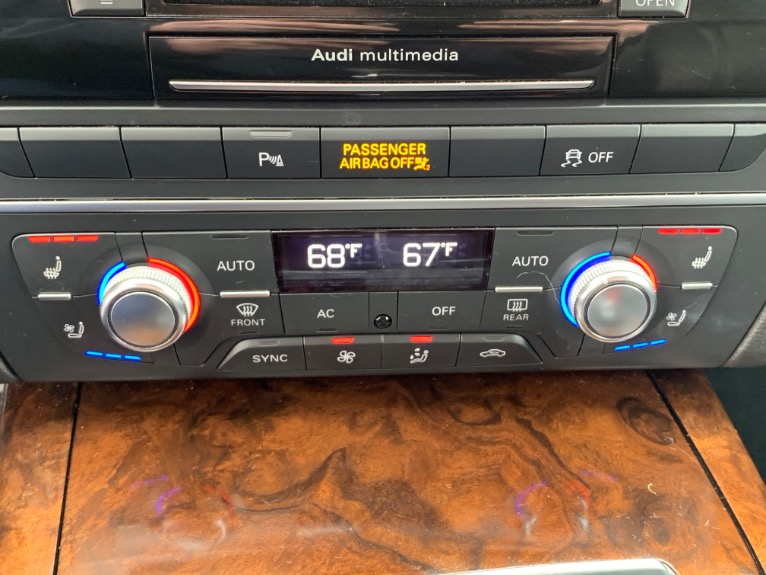 OPEN
Audi multimedia
P
PASSENGER
AIR BAG OFF
OFF
AUTO
68°F
67°F
AUTO
FRONT
AC
OFF
REAR
SYNC